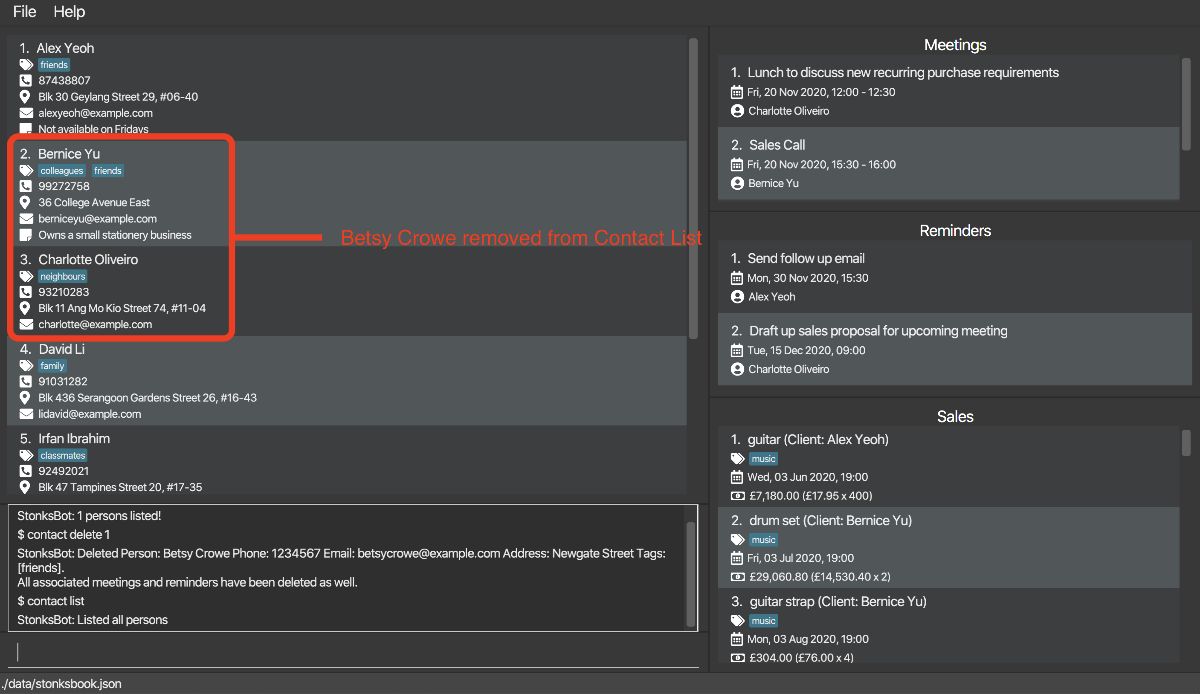 File Help
1. Alex Yeoh
friends
87438807
Blk 30 Geylang Street 29, #06-40
alexyeoh@example.com
Not available on Fridays
2. Bernice Yu
colleagues friends
99272758
36 College Avenue East
berniceyu@example.com
Owns a small stationery business
3. Charlotte Oliveiro
neighbours
93210283
Blk 11 Ang Mo Kio Street 74, #11-04
charlotte@example.com
Betsy Crowe removed from Contact List
4. David Li
family
91031282
Blk 436 Serangoon Gardens Street 26, #16-43
lidavid@example.com
5. Irfan Ibrahim
classmates
92492021
Blk 47 Tampines Street 20, #17-35
StonksBot: 1 persons listed!
$ contact delete 1
StonksBot: Deleted Person: Betsy Crowe Phone: 1234567 Email: betsycrowe@example.com Address: Newgate Street Tags:
[friends].
All associated meetings and reminders have been deleted as well.
$ contact list
StonksBot: Listed all persons
Meetings
1. Lunch to discuss new recurring purchase requirements
Fri, 20 Nov 2020, 12:00 - 12:30
Charlotte Oliveiro
2. Sales Call
Fri, 20 Nov 2020, 15:30 - 16:00
Bernice Yu
Reminders
1. Send follow up email
Mon, 30 Nov 2020, 15:30
Alex Yeoh
2. Draft up sales proposal for upcoming meeting
Tue, 15 Dec 2020, 09:00
Charlotte Oliveiro
Sales
1. guitar (Client: Alex Yeoh)
music
Wed, 03 Jun 2020, 19:00
£7,180.00 (£17.95 x 400)
2. drum set (Client: Bernice Yu)
music
Fri, 03 Jul 2020, 19:00
£29,060.80 (£14,530.40 x 2)
3. guitar strap (Client: Bernice Yu)
music
Mon, 03 Aug 2020, 19:00
£304.00 (£76.00 x 4)
./data/stonksbook.json